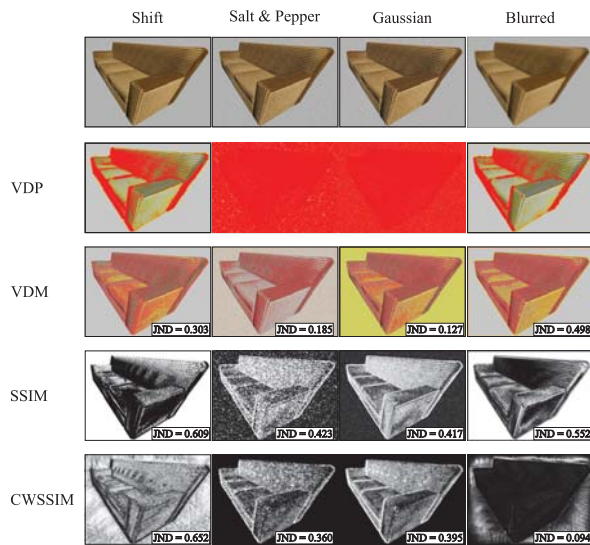 Shift Salt & Pepper Gaussian Blurred
VDP
VDM
JND = 0.303 JND = 0.185 JND = 0.127 JND = 0.498
SSIM
JND = 0.609 JND = 0.423 JND = 0.417 JND = 0.552
CWSSIM
JND = 0.652 JND = 0.360 JND = 0.395 JND = 0.094